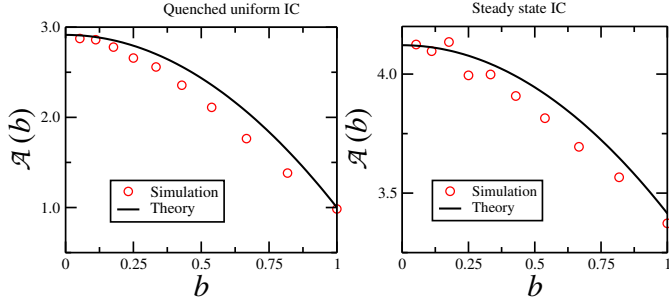 Quenched uniform IC
3.0
2.0
1.0
𝒜(b)
Simulation
Theory
0 0.25 0.5 0.75 1
b
Steady state IC
4.0
3.5
𝒜(b)
Simulation
Theory
0 0.25 0.5 0.75 1
b